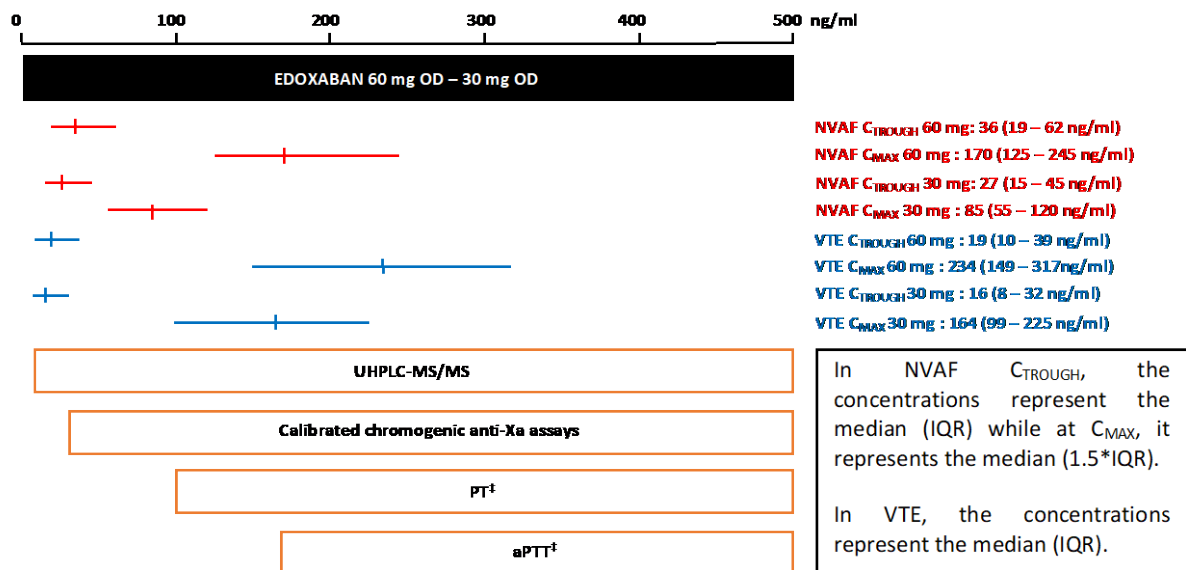 0 100 200 300 400 500 ng/ml
EDOXABAN 60 mg OD – 30 mg OD
NVAF CTROUGH 60 mg: 36 (19 – 62 ng/ml)
NVAF CMAX 60 mg : 170 (125 – 245 ng/ml)
NVAF CTROUGH 30 mg: 27 (15 – 45 ng/ml)
NVAF CMAX 30 mg : 85 (55 – 120 ng/ml)
VTE CTROUGH 60 mg : 19 (10 – 39 ng/ml)
VTE CMAX 60 mg : 234 (149 – 317ng/ml)
VTE CTROUGH 30 mg : 16 (8 – 32 ng/ml)
VTE CMAX 30 mg : 164 (99 – 225 ng/ml)
UHPLC-MS/MS
Calibrated chromogenic anti-Xa assays
PT‡
aPTT‡
In NVAF CTROUGH, the
concentrations represent the
median (IQR) while at CMAX, it
represents the median (1.5*IQR).
In VTE, the concentrations
represent the median (IQR).